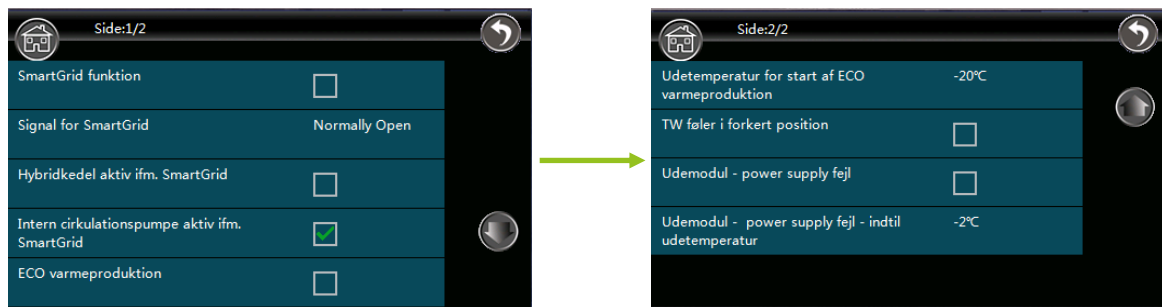 Side:1/2
SmartGrid funktion
Signal for SmartGrid
Normally Open
Hybridkedel aktiv ifm. SmartGrid
Intern cirkulationspumpe aktiv ifm.
SmartGrid
ECO varmeproduktion
Side:2/2
Udetemperatur for start af ECO
varmeproduktion
-20℃
TW føler i forkert position
Udemodul - power supply fejl
Udemodul -  power supply fejl - indtil
udetemperatur
-2℃